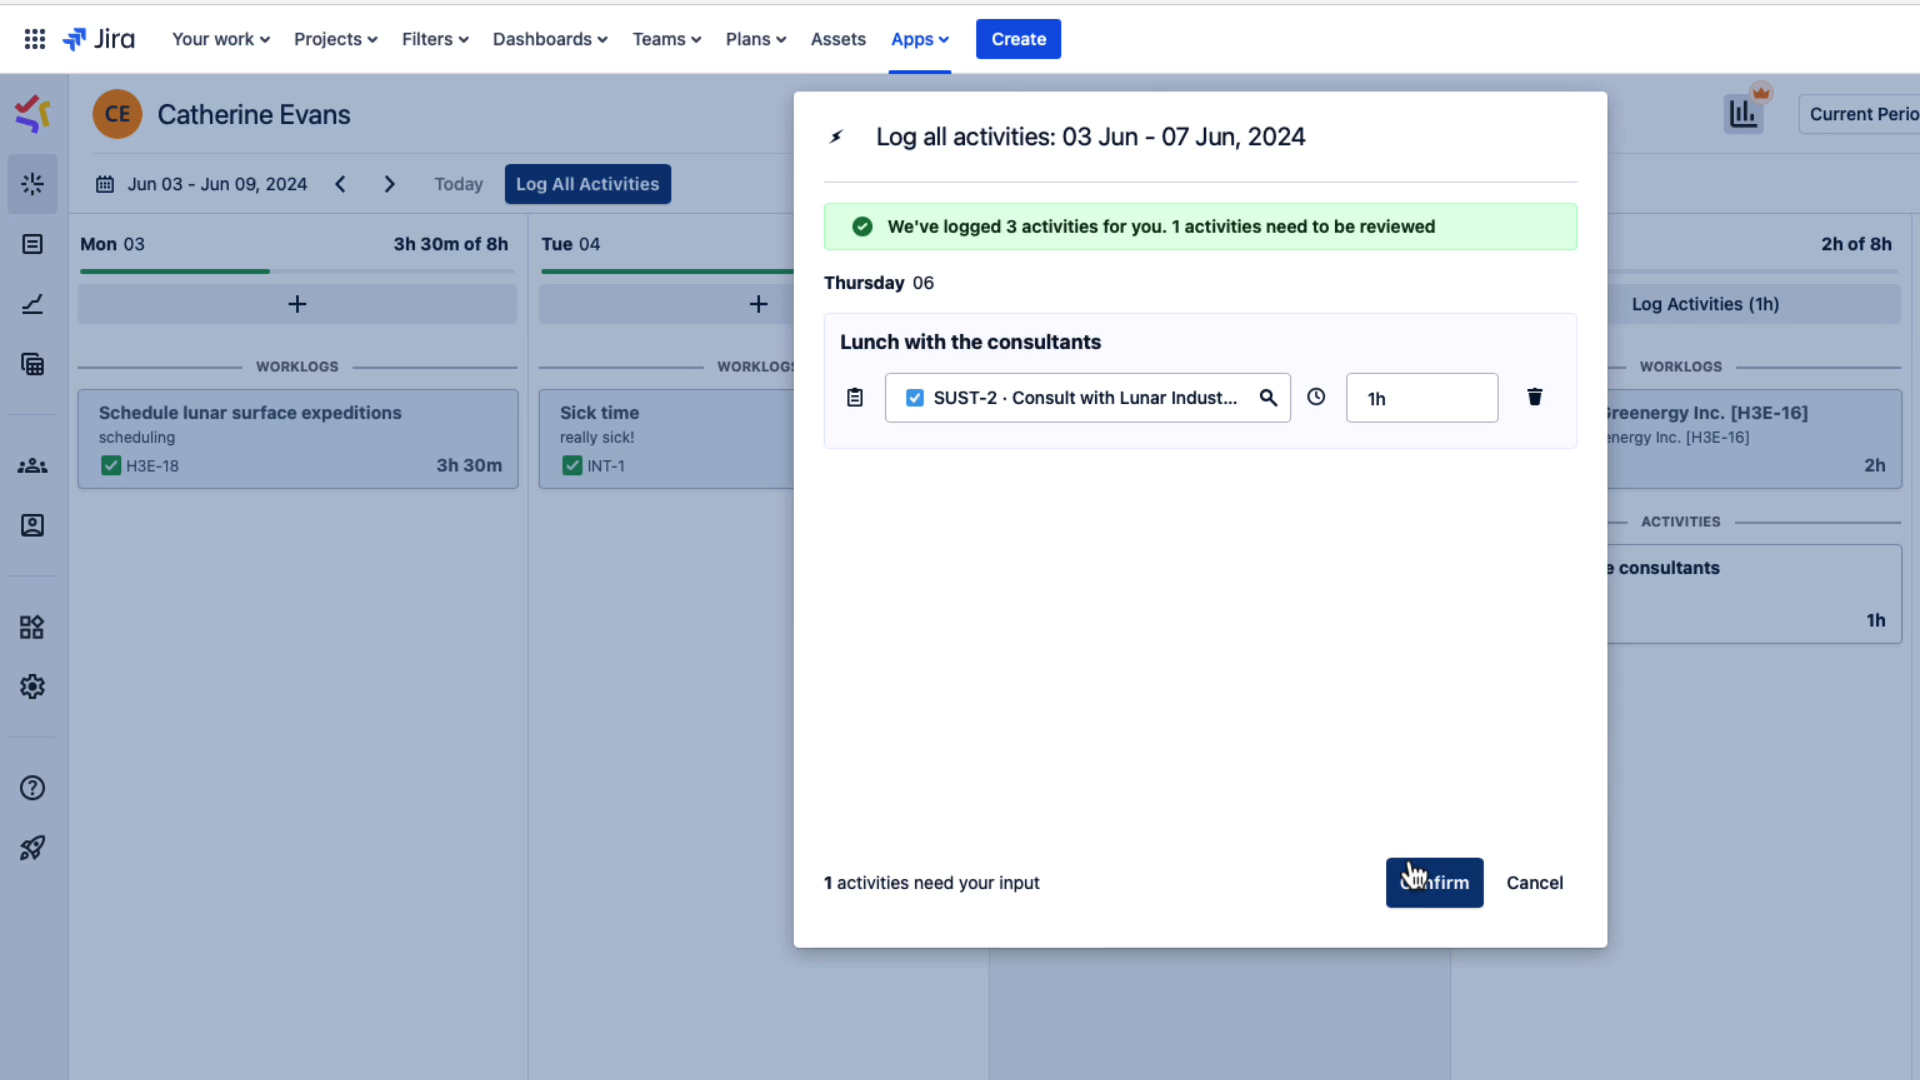 Jira
Your work
Projects
Filters
Dashboards
Teams
Plans
Assets
Apps
Create
CE
Catherine Evans
Current Perio
Jun 03 - Jun 09, 2024
Today
Log All Activities
Mon 03
3h 30m of 8h
Tue 04
2h of 8h
Log Activities (1h)
WORKLOGS
WORKLOGS
WORKLOGS
Schedule lunar surface expeditions
scheduling
H3E-18
3h 30m
Sick time
really sick!
INT-1
reenergy Inc. [H3E-16]
energy Inc. [H3E-16]
2h
ACTIVITIES
e consultants
1h
Log all activities: 03 Jun - 07 Jun, 2024
We've logged 3 activities for you. 1 activities need to be reviewed
Thursday 06
Lunch with the consultants
SUST-2 · Consult with Lunar Indust...
1h
1 activities need your input
Confirm
Cancel